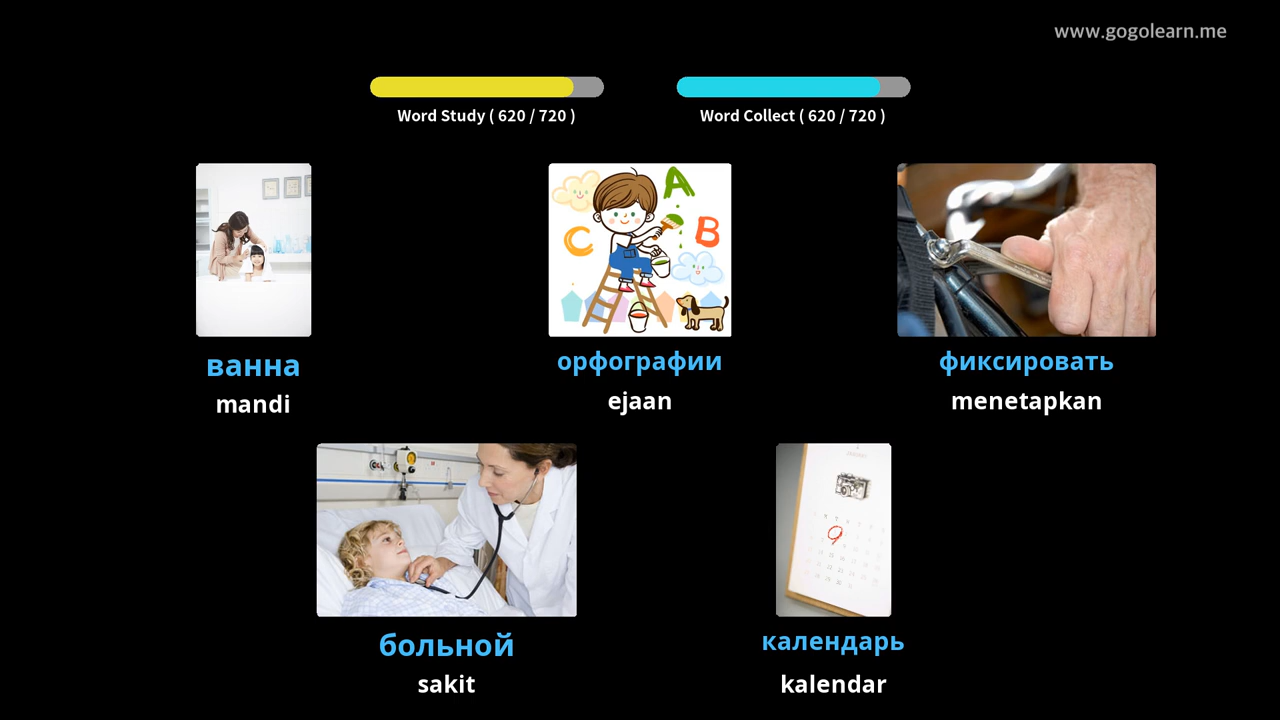 www.gogolearn.me
Word Study ( 620 / 720 )
Word Collect ( 620 / 720 )
A
B
C
ванна
mandi
орфографии
ejaan
фиксировать
menetapkan
9
больной
sakit
календарь
kalendar